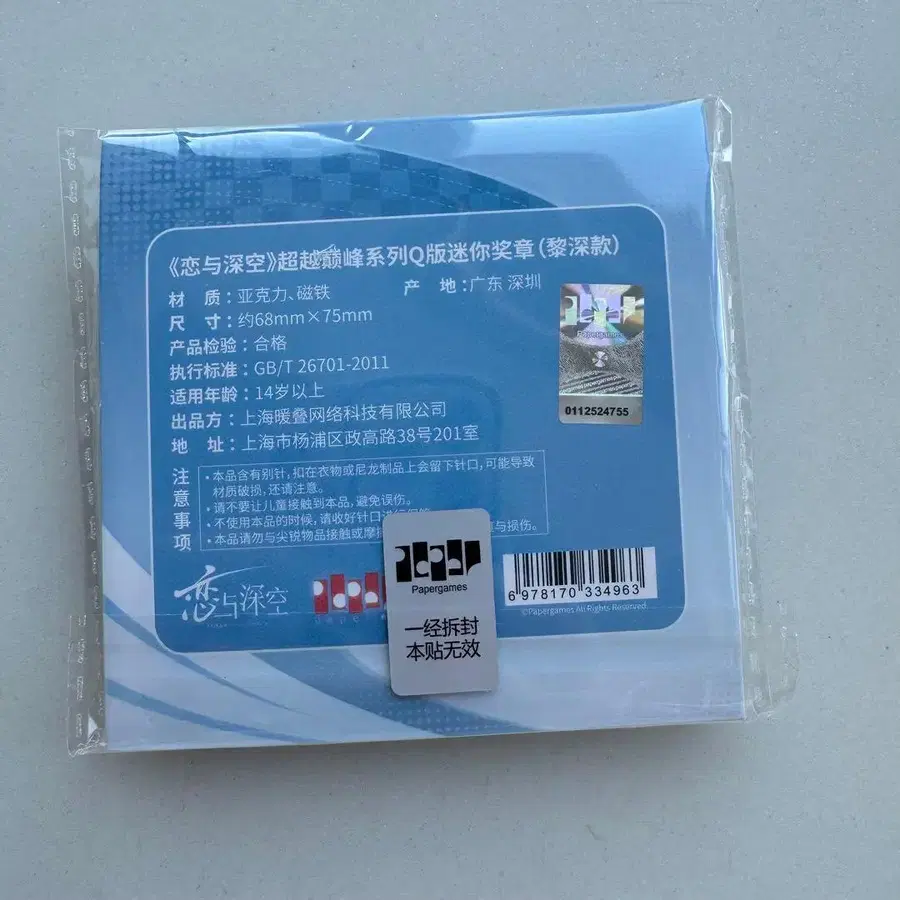 《恋与深空》超越巅峰系列Q版迷你奖章(黎深款)
材 质：亚克力、磁铁 产 地：广东 深圳
尺 寸：约68mm×75mm
产品检验：合格
执行标准：GB/T 26701-2011
适用年龄：14岁以上
出品方：上海暖叠网络科技有限公司
地 址：上海市杨浦区政高路38号201室
Papergames
0112524755
注意事项
·本品含有别针，扣在衣物或尼龙制品上会留下针口，可能导致
材质破损，还请注意。
·请不要让儿童接触到本品，避免误伤。
·不使用本品的时候，请收好针口
·本品请勿与尖锐物品接触或摩 与损伤。
恋与深空
Papergames
一经拆封
本贴无效
6 978170 334963
©Papergames All Rights Reserved.